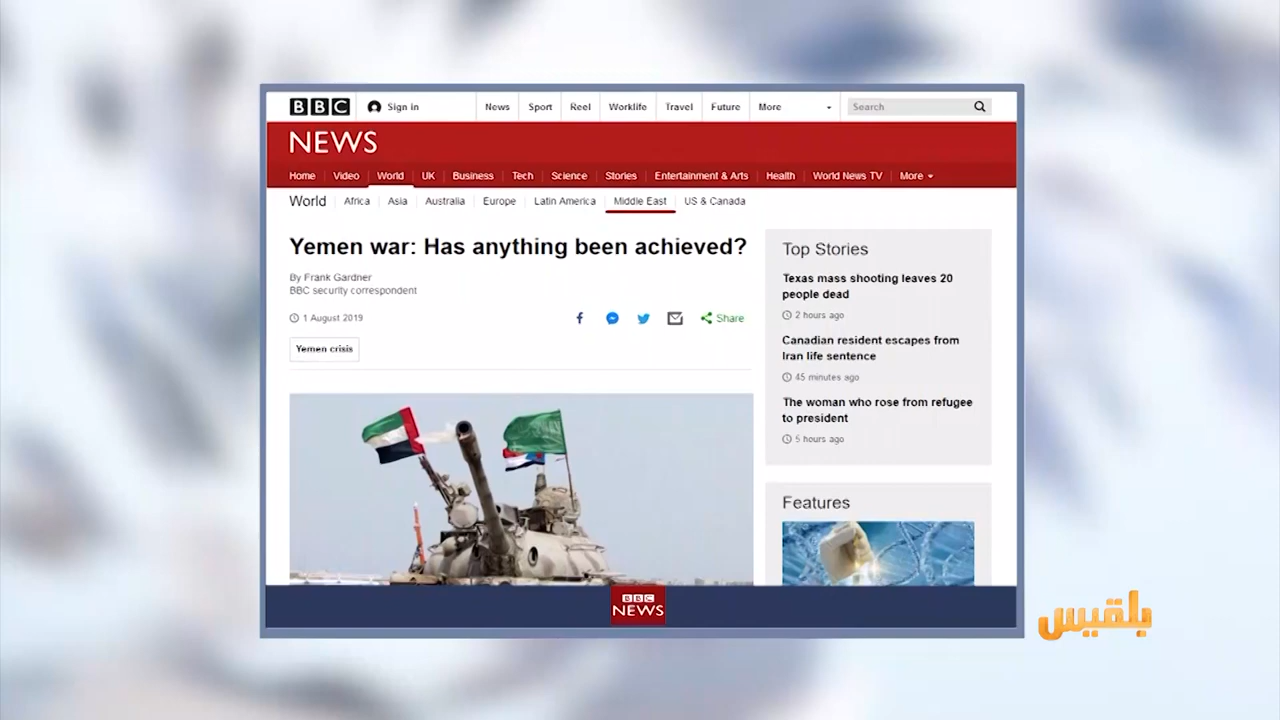 BBC
Sign in
News
Sport
Reel
Worklife
Travel
Future
More
Search
NEWS
Home
Video
World
UK
Business
Tech
Science
Stories
Entertainment & Arts
Health
World News TV
More
World
Africa
Asia
Australia
Europe
Latin America
Middle East
US & Canada
Yemen war: Has anything been achieved?
By Frank Gardner
BBC security correspondent
1 August 2019
Share
Yemen crisis
Top Stories
Texas mass shooting leaves 20
people dead
2 hours ago
Canadian resident escapes from
Iran life sentence
45 minutes ago
The woman who rose from refugee
to president
5 hours ago
Features
BBC
NEWS
بلقيس